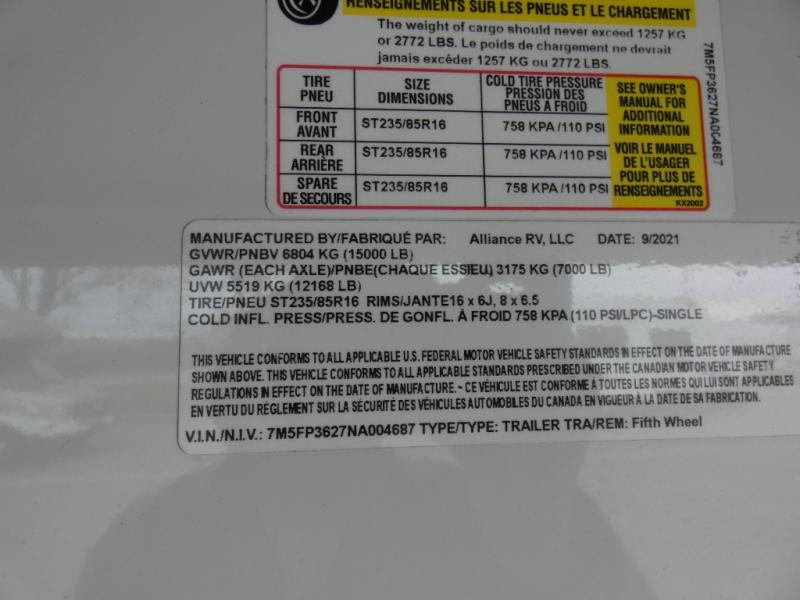 RENSEIGNEMENTS SUR LES PNEUS ET LE CHARGEMENT
The weight of cargo should never exceed 1257 KG
or 2772 LBS. Le poids de chargement ne devrait
jamais excéder 1257 KG ou 2772 LBS.
TIRE PNEU SIZE DIMENSIONS COLD TIRE PRESSURE PRESSION DES PNEUS A FROID
FRONT AVANT ST235/85R16 758 KPA /110 PSI
REAR ARRIÈRE ST235/85R16 758 KPA /110 PSI
SPARE DE SECOURS ST235/85R16 758 KPA /110 PSI
SEE OWNER'S
MANUAL FOR
ADDITIONAL
INFORMATION
VOIR LE MANUEL
DE L'USAGER
POUR PLUS DE
RENSEIGNEMENTS
KX2002
7M5FP3627NA004687
MANUFACTURED BY/FABRIQUÉ PAR: Alliance RV, LLC DATE: 9/2021
GVWR/PNBV 6804 KG (15000 LB)
GAWR (EACH AXLE)/PNBE(CHAQUE ESSIEU) 3175 KG (7000 LB)
UVW 5519 KG (12168 LB)
TIRE/PNEU ST235/85R16 RIMS/JANTE16 x 6J, 8 x 6.5
COLD INFL. PRESS/PRESS. DE GONFL. À FROID 758 KPA (110 PSI/LPC)-SINGLE
THIS VEHICLE CONFORMS TO ALL APPLICABLE U.S. FEDERAL MOTOR VEHICLE SAFETY STANDARDS IN EFFECT ON THE DATE OF MANUFACTURE
SHOWN ABOVE. THIS VEHICLE CONFORMS TO ALL APPLICABLE STANDARDS PRESCRIBED UNDER THE CANADIAN MOTOR VEHICLE SAFETY
REGULATIONS IN EFFECT ON THE DATE OF MANUFACTURE. - CE VÉHICULE EST CONFORME À TOUTES LES NORMES QUI LUI SONT APPLICABLES
EN VERTU DU RÉGLEMENT SUR LA SÉCURITÉ DES VÉHICULES AUTOMOBILES DU CANADA EN VIGUEUR À LA DATE DE SA FABRICATION.
V.I.N./N.I.V.: 7M5FP3627NA004687 TYPE/TYPE: TRAILER TRA/REM: Fifth Wheel